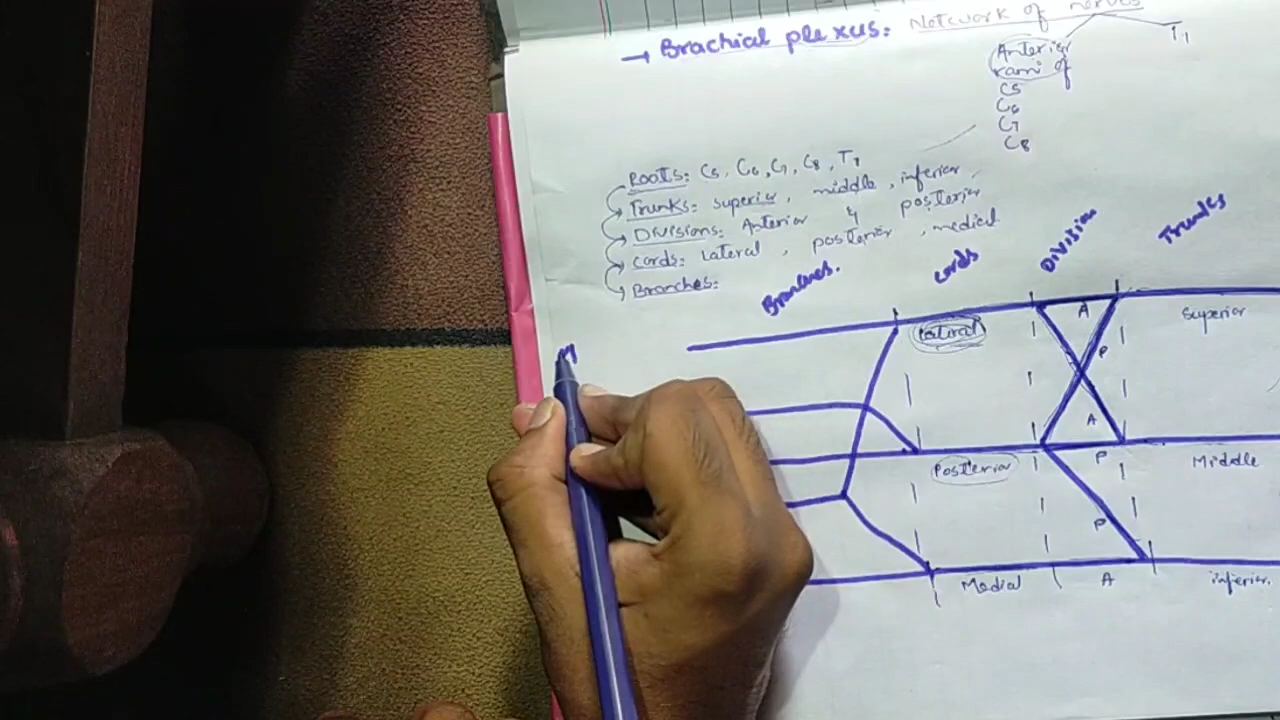 → Brachial plexus: Network of nerves
Anterior
rami of
T1
C5
C6
C7
C8
Roots: C5, C6, C7, C8, T1
Trunks: superior, middle, inferior,
Divisions: Anterior & posterior
Cords: Lateral, posterior, medical
Branches:
Branches. Cords Division Trunks
Lateral A Superior
P
A
Posterior P Middle
P
Medial A inferior.
M